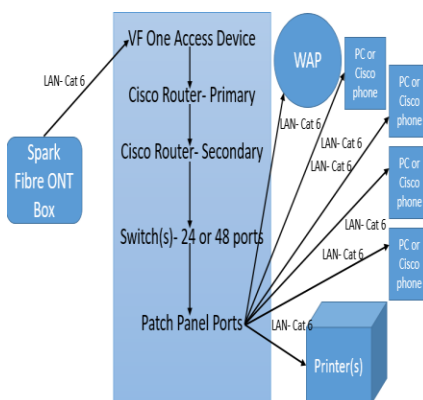 VF One Access Device
LAN- Cat 6
Cisco Router- Primary
Cisco Router- Secondary
Spark
Fibre ONT
Box
Switch(s)- 24 or 48 ports
Patch Panel Ports
WAP
PC or
Cisco
phone
PC or
Cisco
phone
PC or
Cisco
phone
PC or
Cisco
phone
LAN- Cat 6
LAN- Cat 6
LAN- Cat 6
LAN- Cat 6
LAN- Cat 6
LAN- Cat 6
Printer(s)